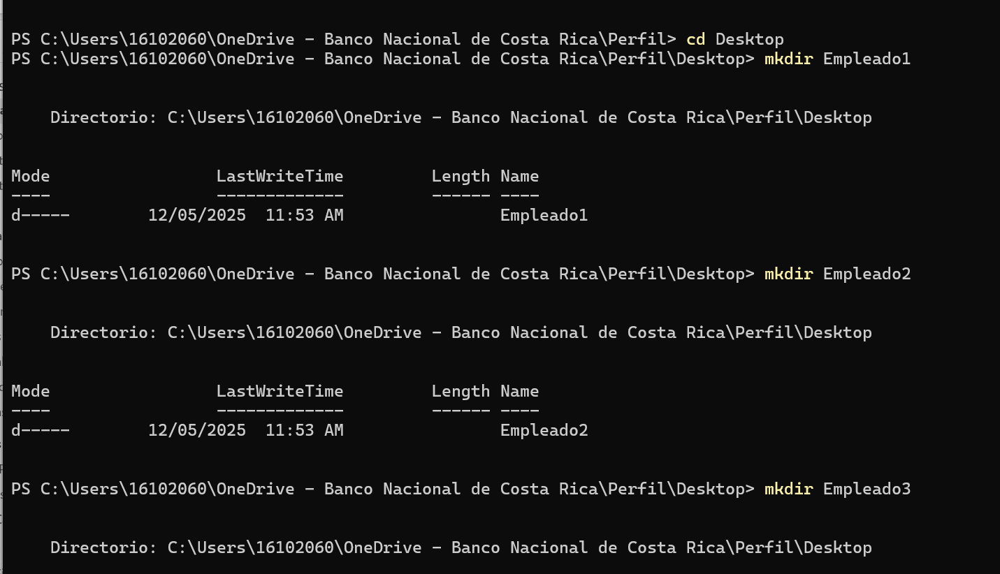 PS C:\Users\16102060\OneDrive - Banco Nacional de Costa Rica\Perfil> cd Desktop
PS C:\Users\16102060\OneDrive - Banco Nacional de Costa Rica\Perfil\Desktop> mkdir Empleado1
Directorio: C:\Users\16102060\OneDrive - Banco Nacional de Costa Rica\Perfil\Desktop
Mode LastWriteTime Length Name
---- ------------- ------ ----
d----- 12/05/2025 11:53 AM Empleado1
PS C:\Users\16102060\OneDrive - Banco Nacional de Costa Rica\Perfil\Desktop> mkdir Empleado2
Directorio: C:\Users\16102060\OneDrive - Banco Nacional de Costa Rica\Perfil\Desktop
Mode LastWriteTime Length Name
---- ------------- ------ ----
d----- 12/05/2025 11:53 AM Empleado2
PS C:\Users\16102060\OneDrive - Banco Nacional de Costa Rica\Perfil\Desktop> mkdir Empleado3
Directorio: C:\Users\16102060\OneDrive - Banco Nacional de Costa Rica\Perfil\Desktop